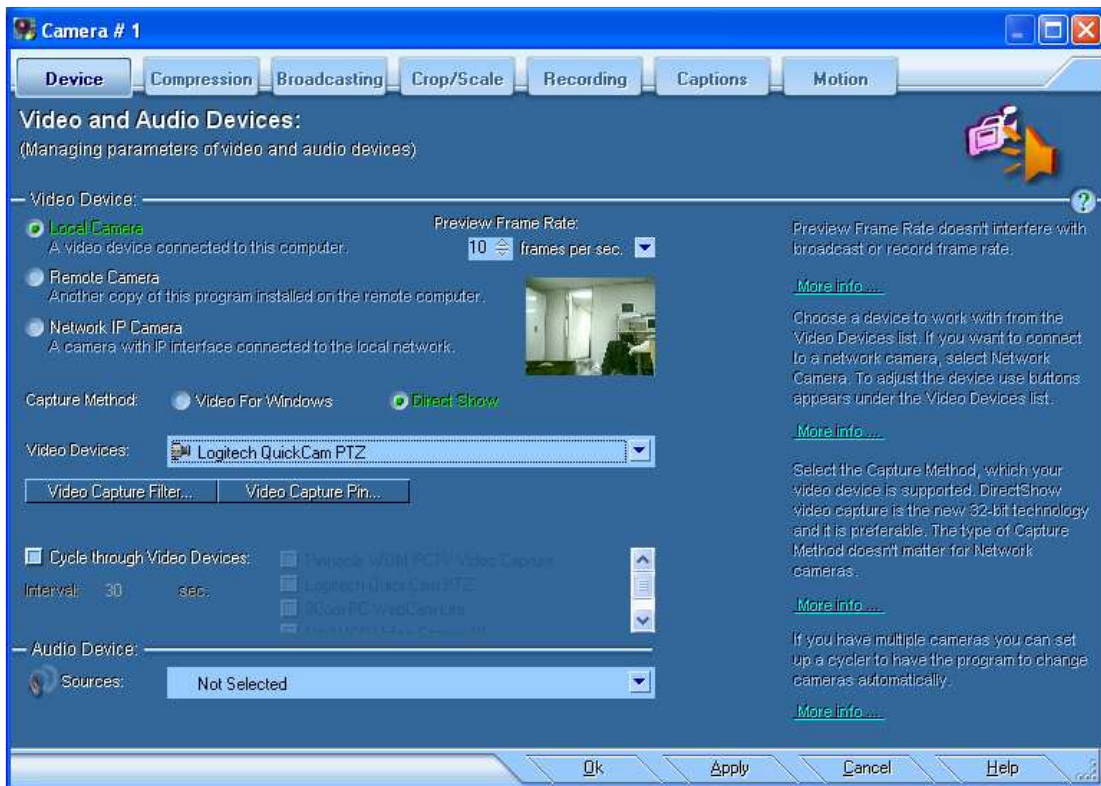 Camera # 1
Device Compression Broadcasting Crop/Scale Recording Captions Motion
Video and Audio Devices:
(Managing parameters of video and audio devices)
Video Device:
Local Camera
A video device connected to this computer.
Preview Frame Rate:
10 frames per sec.
Remote Camera
Another copy of this program installed on the remote computer.
Network IP Camera
A camera with IP interface connected to the local network.
Capture Method: Video For Windows Direct Show
Video Devices: Logitech QuickCam PTZ
Video Capture Filter... Video Capture Pin...
Cycle through Video Devices:
Interval: 30 sec.
Pinnacle WDM PCTV Video Capture
Logitech QuickCam PTZ
3Com PC WebCam Lite
Audio Device:
Sources: Not Selected
?
Preview Frame Rate doesn't interfere with
broadcast or record frame rate.
More info ...
Choose a device to work with from the
Video Devices list. If you want to connect
to a network camera, select Network
Camera. To adjust the device use buttons
appears under the Video Devices list.
More info ...
Select the Capture Method, which your
video device is supported. DirectShow
video capture is the new 32-bit technology
and it is preferable. The type of Capture
Method doesn't matter for Network
cameras.
More info ...
If you have multiple cameras you can set
up a cycler to have the program to change
cameras automatically.
More info ...
Ok Apply Cancel Help